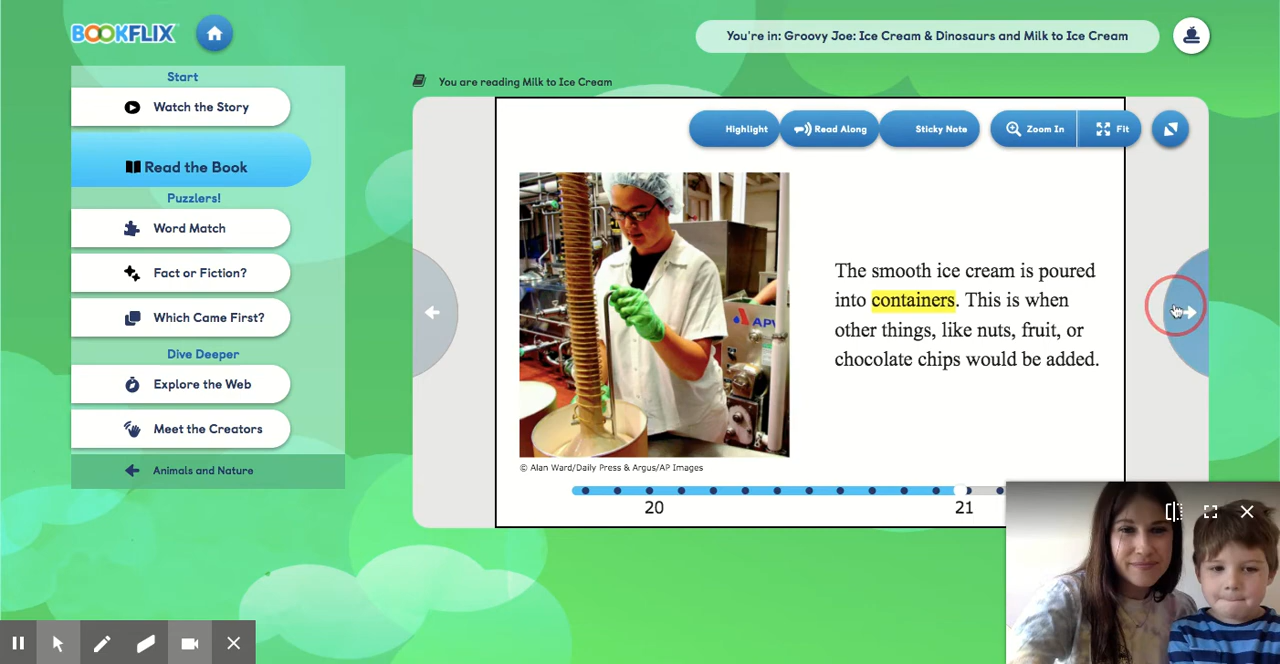 BOOKFLIX
You're in: Groovy Joe: Ice Cream & Dinosaurs and Milk to Ice Cream
Start
Watch the Story
Read the Book
Puzzlers!
Word Match
Fact or Fiction?
Which Came First?
Dive Deeper
Explore the Web
Meet the Creators
Animals and Nature
You are reading Milk to Ice Cream
Highlight
Read Along
Sticky Note
Zoom In
Fit
The smooth ice cream is poured
into containers. This is when
other things, like nuts, fruit, or
chocolate chips would be added.
APV
© Alan Ward/Daily Press & Argus/AP Images
20
21